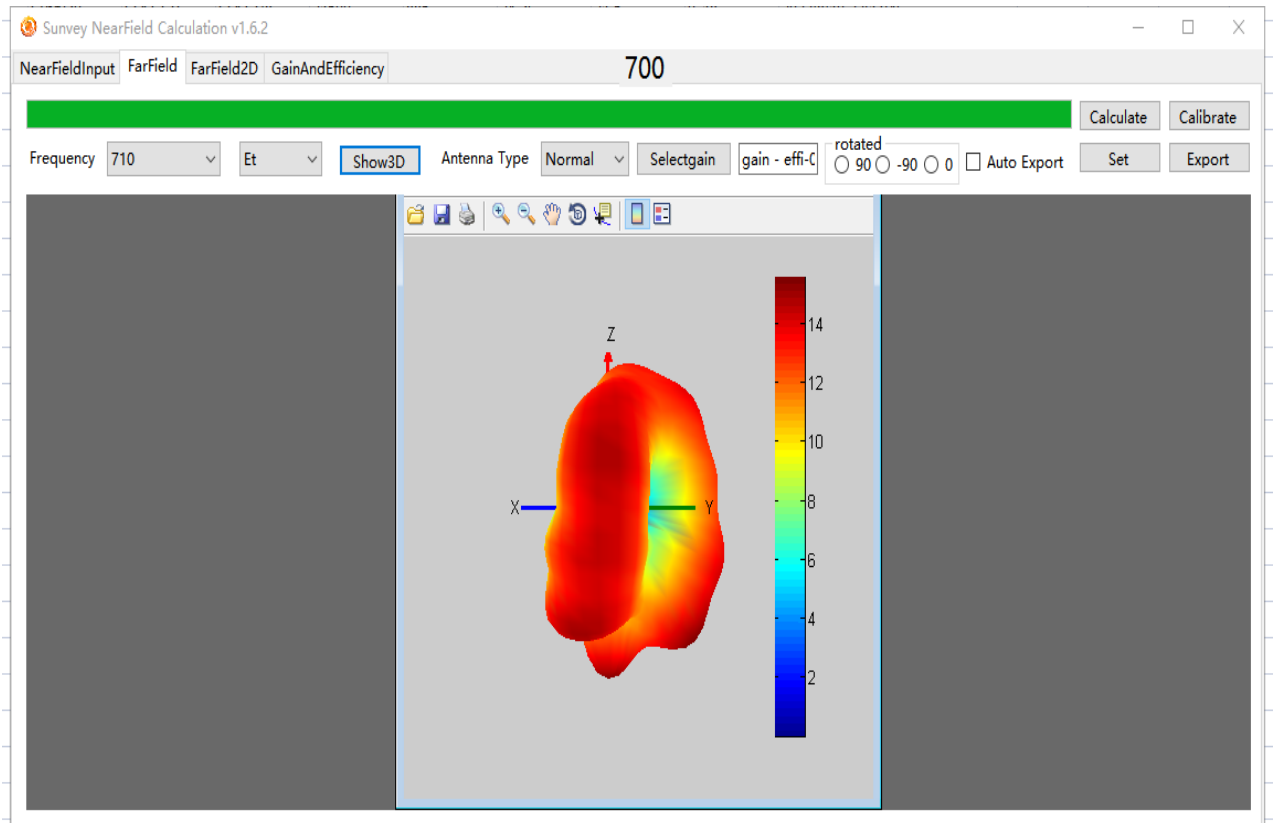 Sunvey NearField Calculation v1.6.2
NearFieldInput FarField FarField2D GainAndEfficiency 700
Calculate Calibrate
Frequency 710 Et Show3D Antenna Type Normal Selectgain gain - effi-C rotated 90 -90 0 Auto Export Set Export
Z
X
Y
14
12
10
8
6
4
2